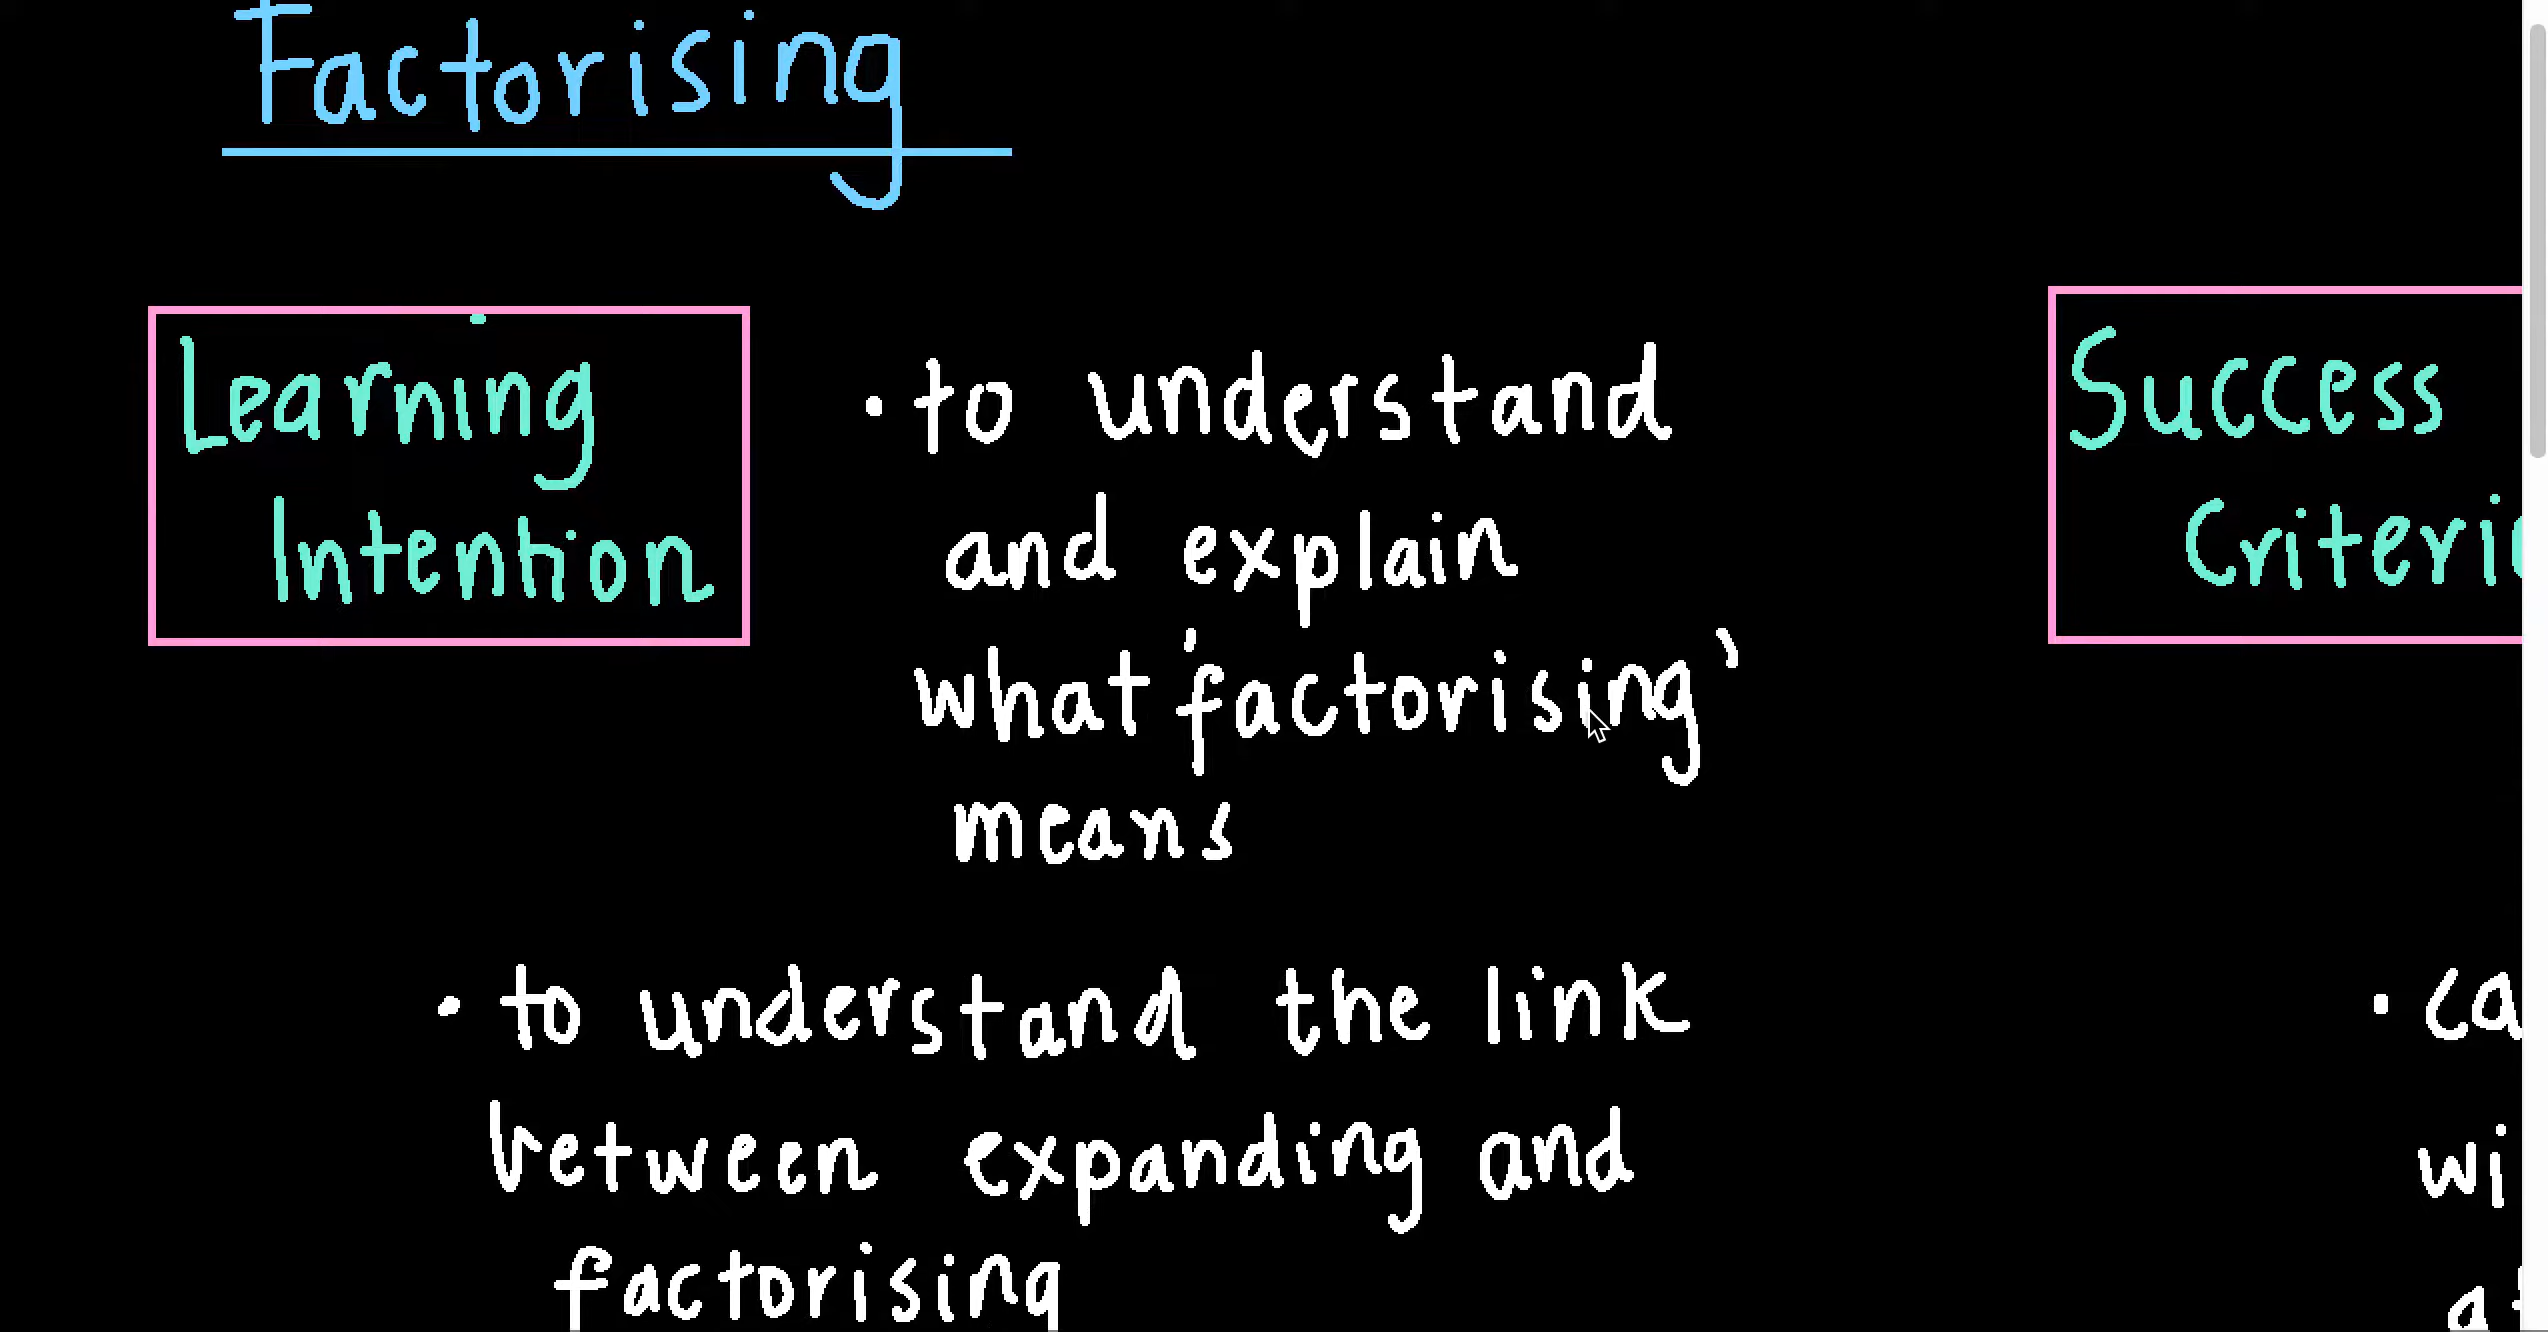 Factorising
Learning
Intention
• to understand
and explain
what 'factorising'
means
Success
• to understand the link
between expanding and
factorising